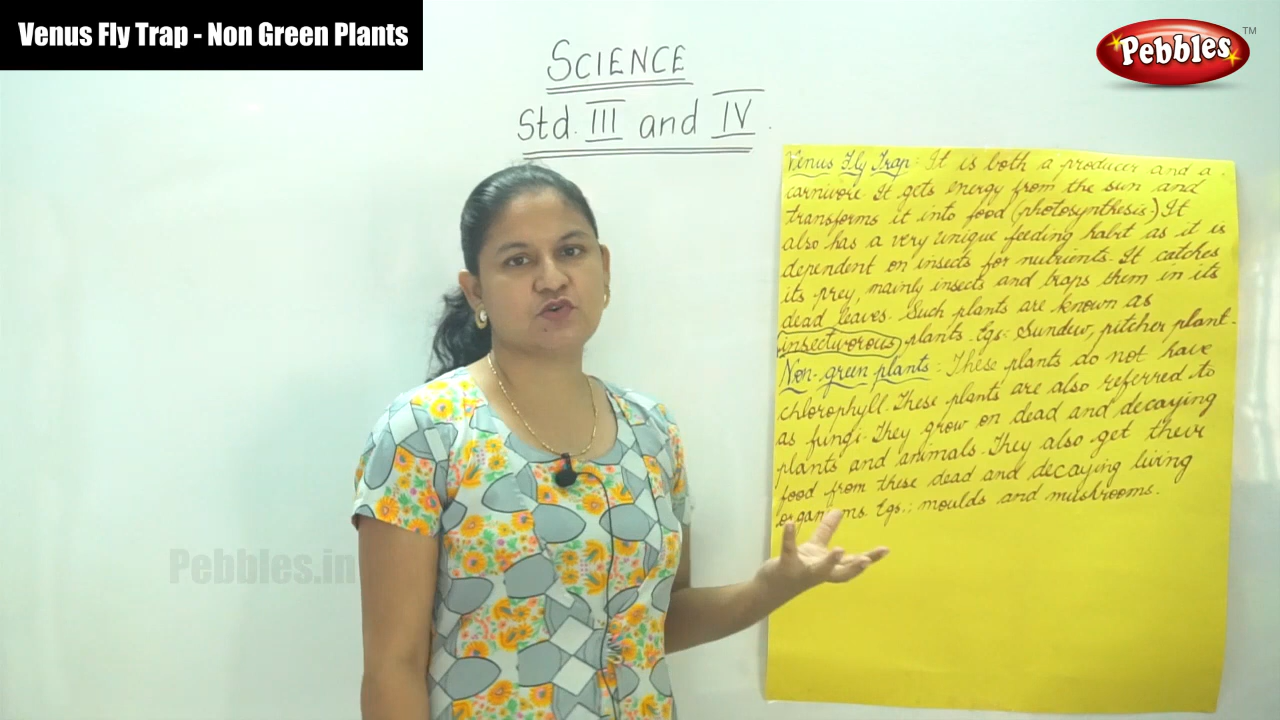 Venus Fly Trap - Non Green Plants
Pebbles TM
SCIENCE
Std. III and IV.
Venus Fly Trap: It is both a producer and a
carnivore. It gets energy from the sun and
transforms it into food (photosynthesis.) It
also has a very unique feeding habit as it is
dependent on insects for nutrients. It catches
its prey, mainly insects and traps them in its
dead leaves. Such plants are known as
insectivorous plants. Egs: Sundew, pitcher plant.
Non-green plants: These plants do not have
chlorophyll. These plants are also referred to
as fungi. They grow on dead and decaying
plants and animals. They also get their
food from these dead and decaying living
organisms. Egs.: moulds and mushrooms.
Pebbles.in